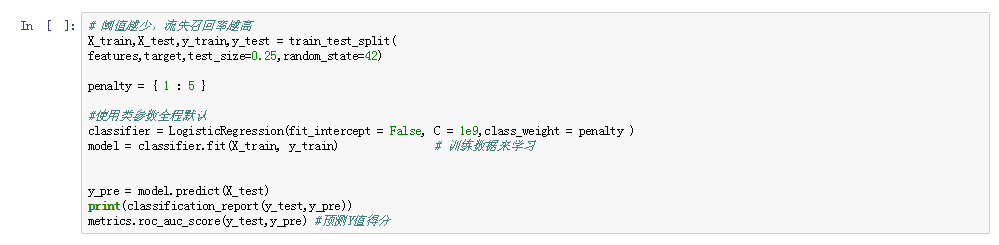 In [ ]:
# 阈值越少，流失召回率越高
X_train,X_test,y_train,y_test = train_test_split(
features,target,test_size=0.25,random_state=42)
penalty = { 1 : 5 }
#使用类参数全程默认
classifier = LogisticRegression(fit_intercept = False, C = 1e9,class_weight = penalty )
model = classifier.fit(X_train, y_train) # 训练数据来学习
y_pre = model.predict(X_test)
print(classification_report(y_test,y_pre))
metrics.roc_auc_score(y_test,y_pre) #预测Y值得分